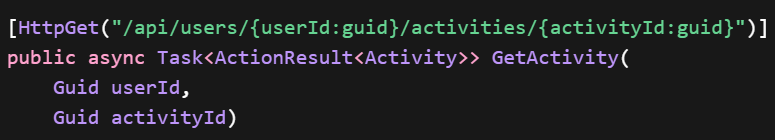 [HttpGet("/api/users/{userId:guid}/activities/{activityId:guid}")]
public async Task<ActionResult<Activity>> GetActivity(
    Guid userId,
    Guid activityId)